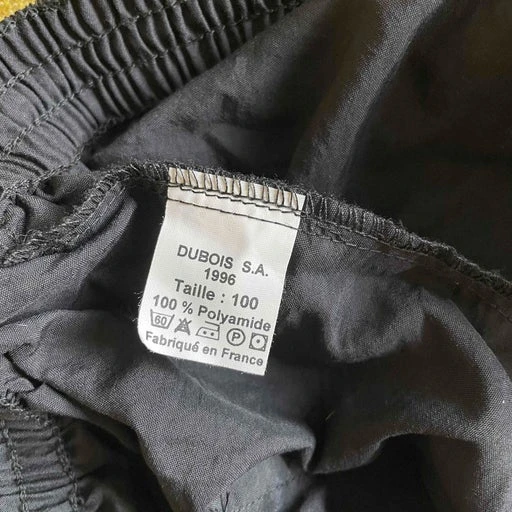 DUBOIS S.A.
1996
Taille : 100
100 % Polyamide
60 P
Fabriqué en France